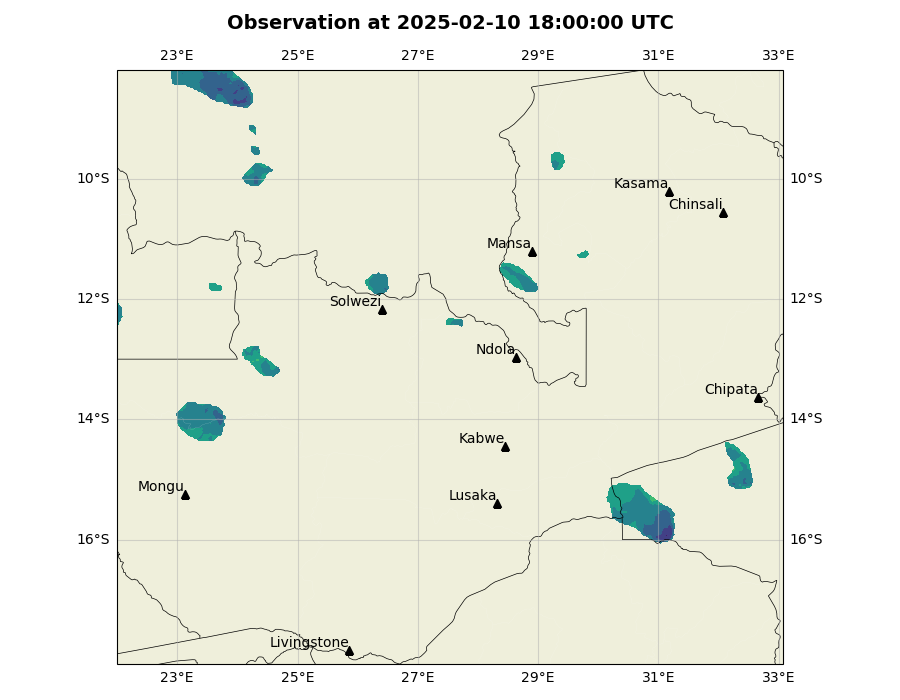 Observation at 2025-02-10 18:00:00 UTC
23°E 25°E 27°E 29°E 31°E 33°E
10°S 10°S
Kasama
Chinsali
Mansa
12°S 12°S
Solwezi
Ndola
Chipata
14°S 14°S
Kabwe
Mongu
Lusaka
16°S 16°S
Livingstone
23°E 25°E 27°E 29°E 31°E 33°E